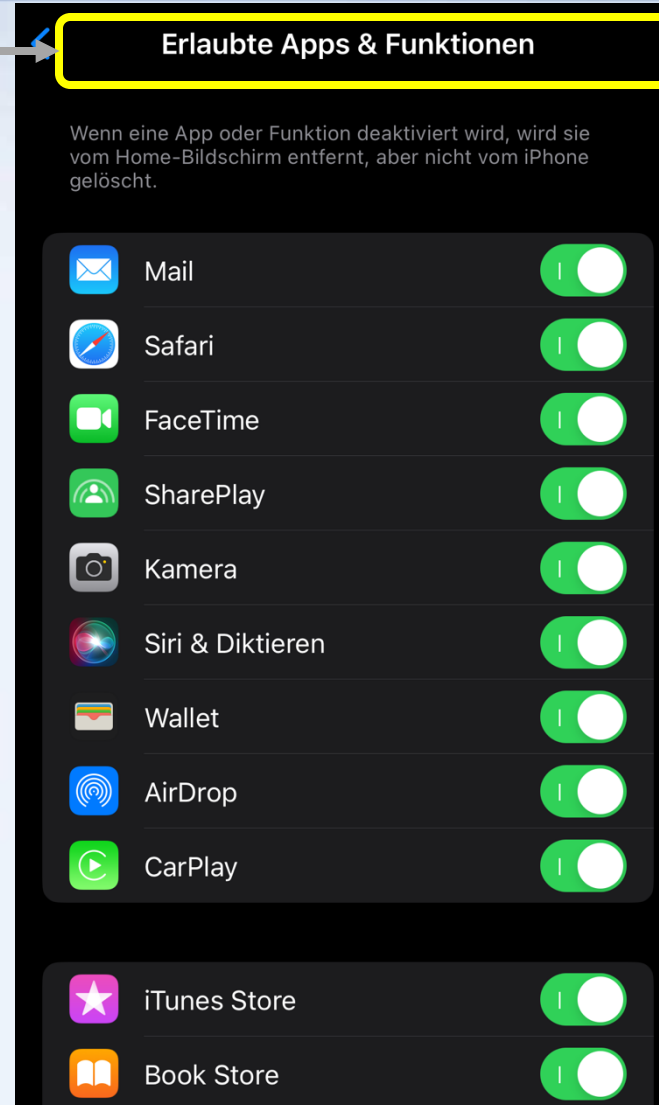 Erlaubte Apps & Funktionen
Wenn eine App oder Funktion deaktiviert wird, wird sie
vom Home-Bildschirm entfernt, aber nicht vom iPhone
gelöscht.
Mail
Safari
FaceTime
SharePlay
Kamera
Siri & Diktieren
Wallet
AirDrop
CarPlay
iTunes Store
Book Store